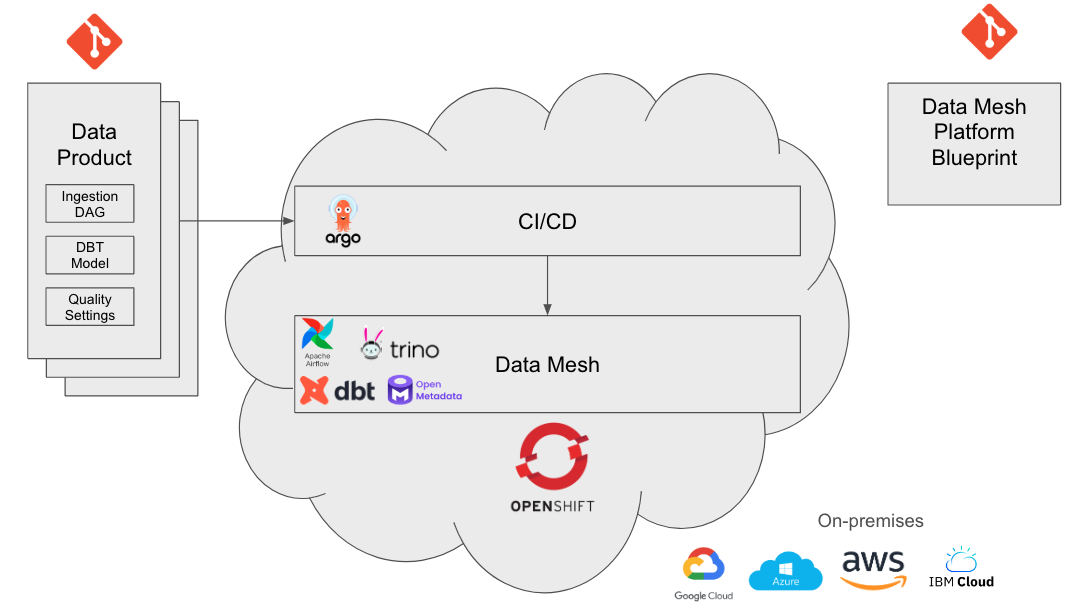 Data
Product
Ingestion
DAG
DBT
Model
Quality
Settings
argo
CI/CD
Apache
Airflow
trino
dbt
Open
Metadata
Data Mesh
OPENSHIFT
Data Mesh
Platform
Blueprint
On-premises
Google Cloud
Azure
aws
IBM Cloud